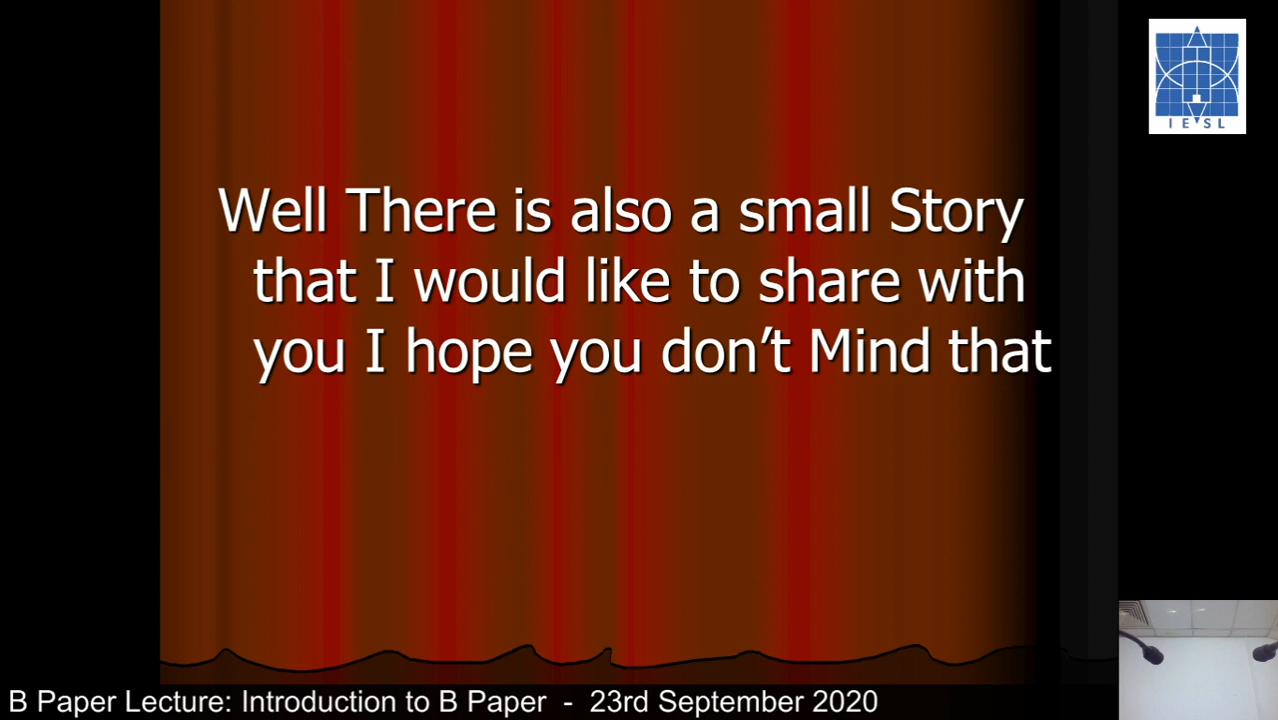 Well There is also a small Story
that I would like to share with
you I hope you don’t Mind that
IESL
B Paper Lecture: Introduction to B Paper - 23rd September 2020